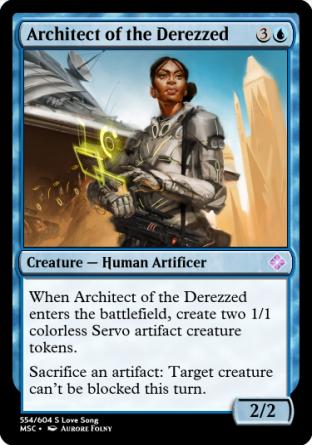 Architect of the Derezzed 3
Creature — Human Artificer
When Architect of the Derezzed
enters the battlefield, create two 1/1
colorless Servo artifact creature
tokens.
Sacrifice an artifact: Target creature
can't be blocked this turn.
2/2
554/604 S Love Song
MSC • Aurore Folny